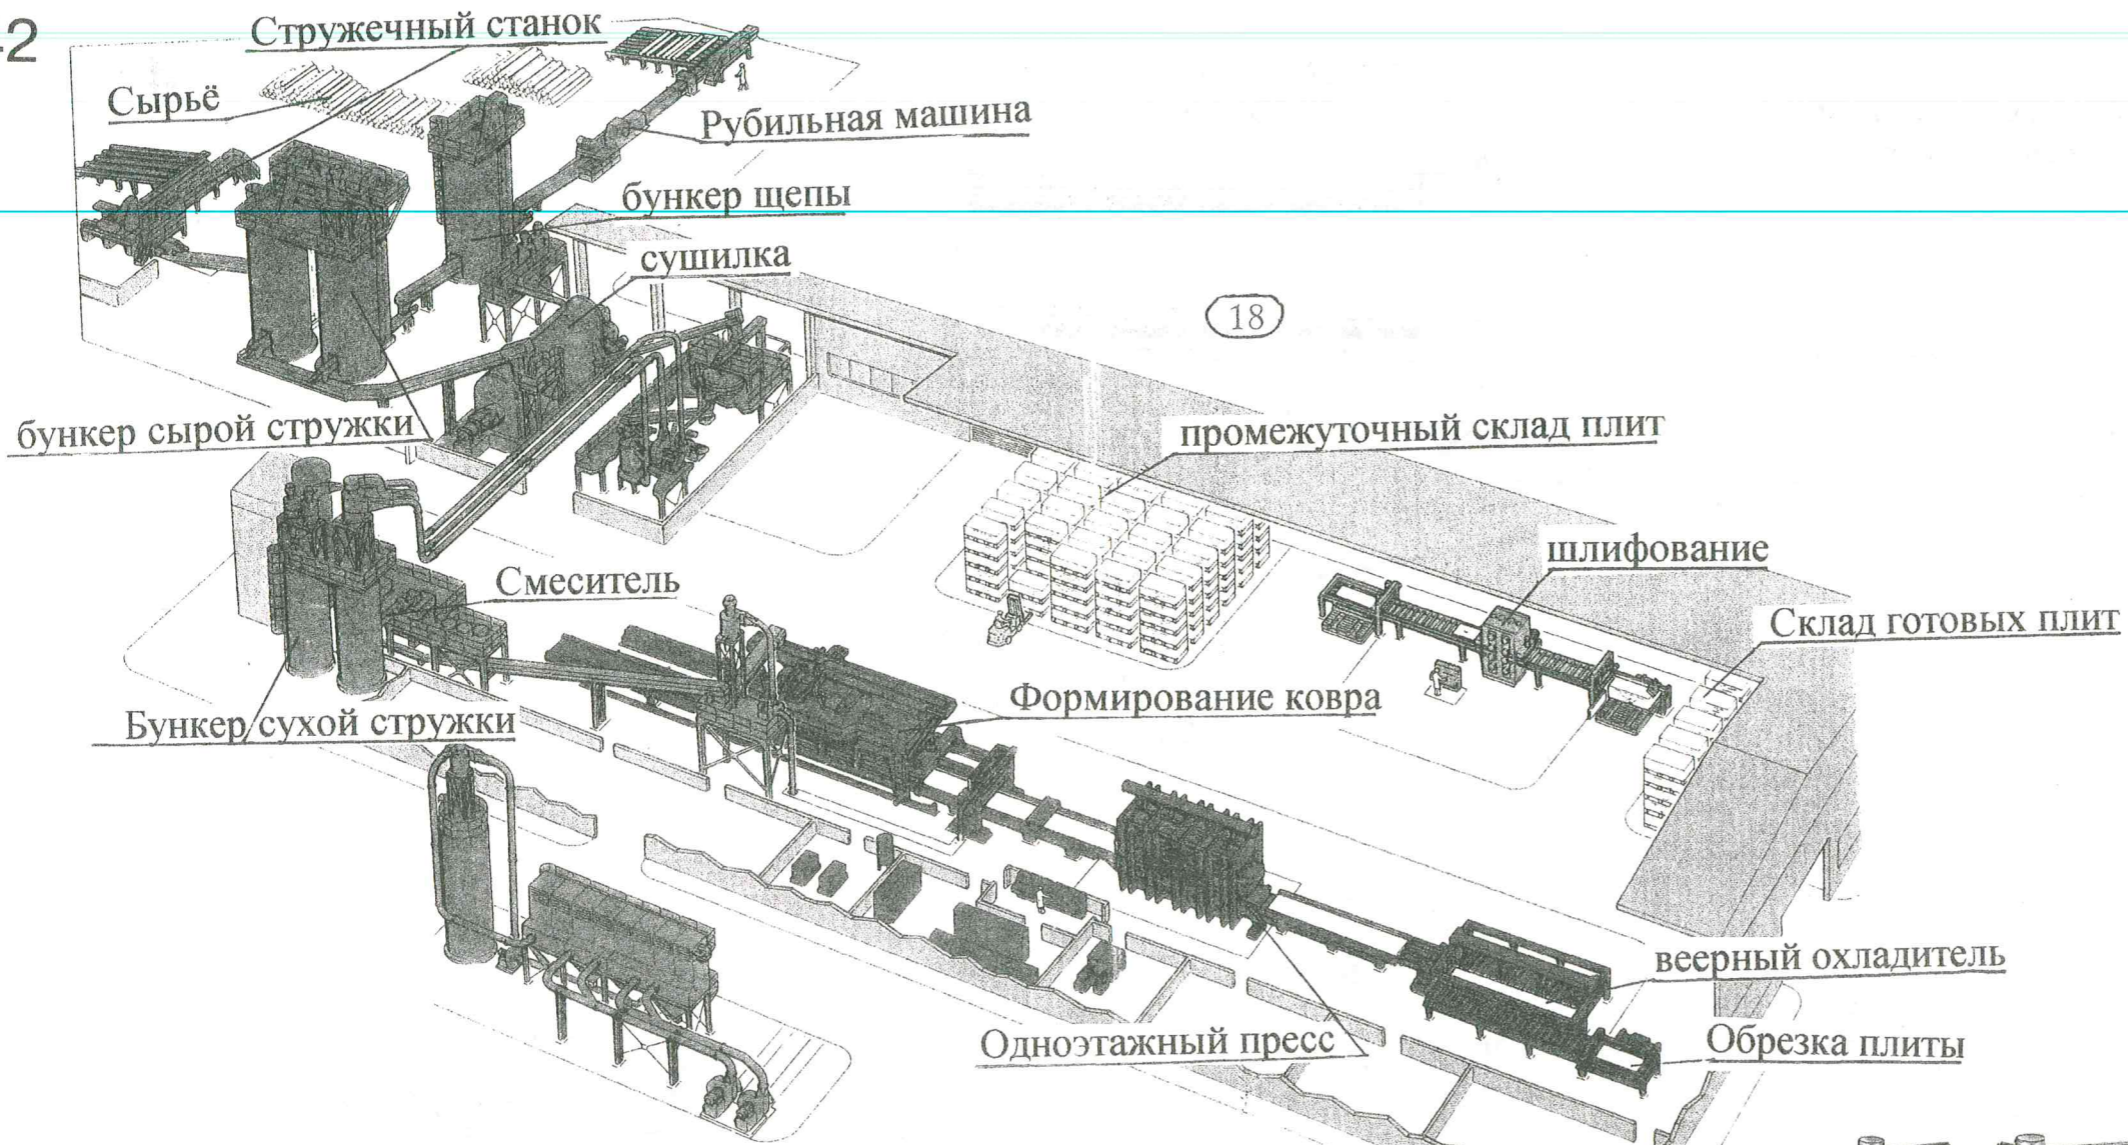 2
Стружечный станок
Сырьё
Рубильная машина
бункер щепы
сушилка
18
бункер сырой стружки
промежуточный склад плит
шлифование
Смеситель
Склад готовых плит
Формирование ковра
Бункер сухой стружки
веерный охладитель
Одноэтажный пресс
Обрезка плиты